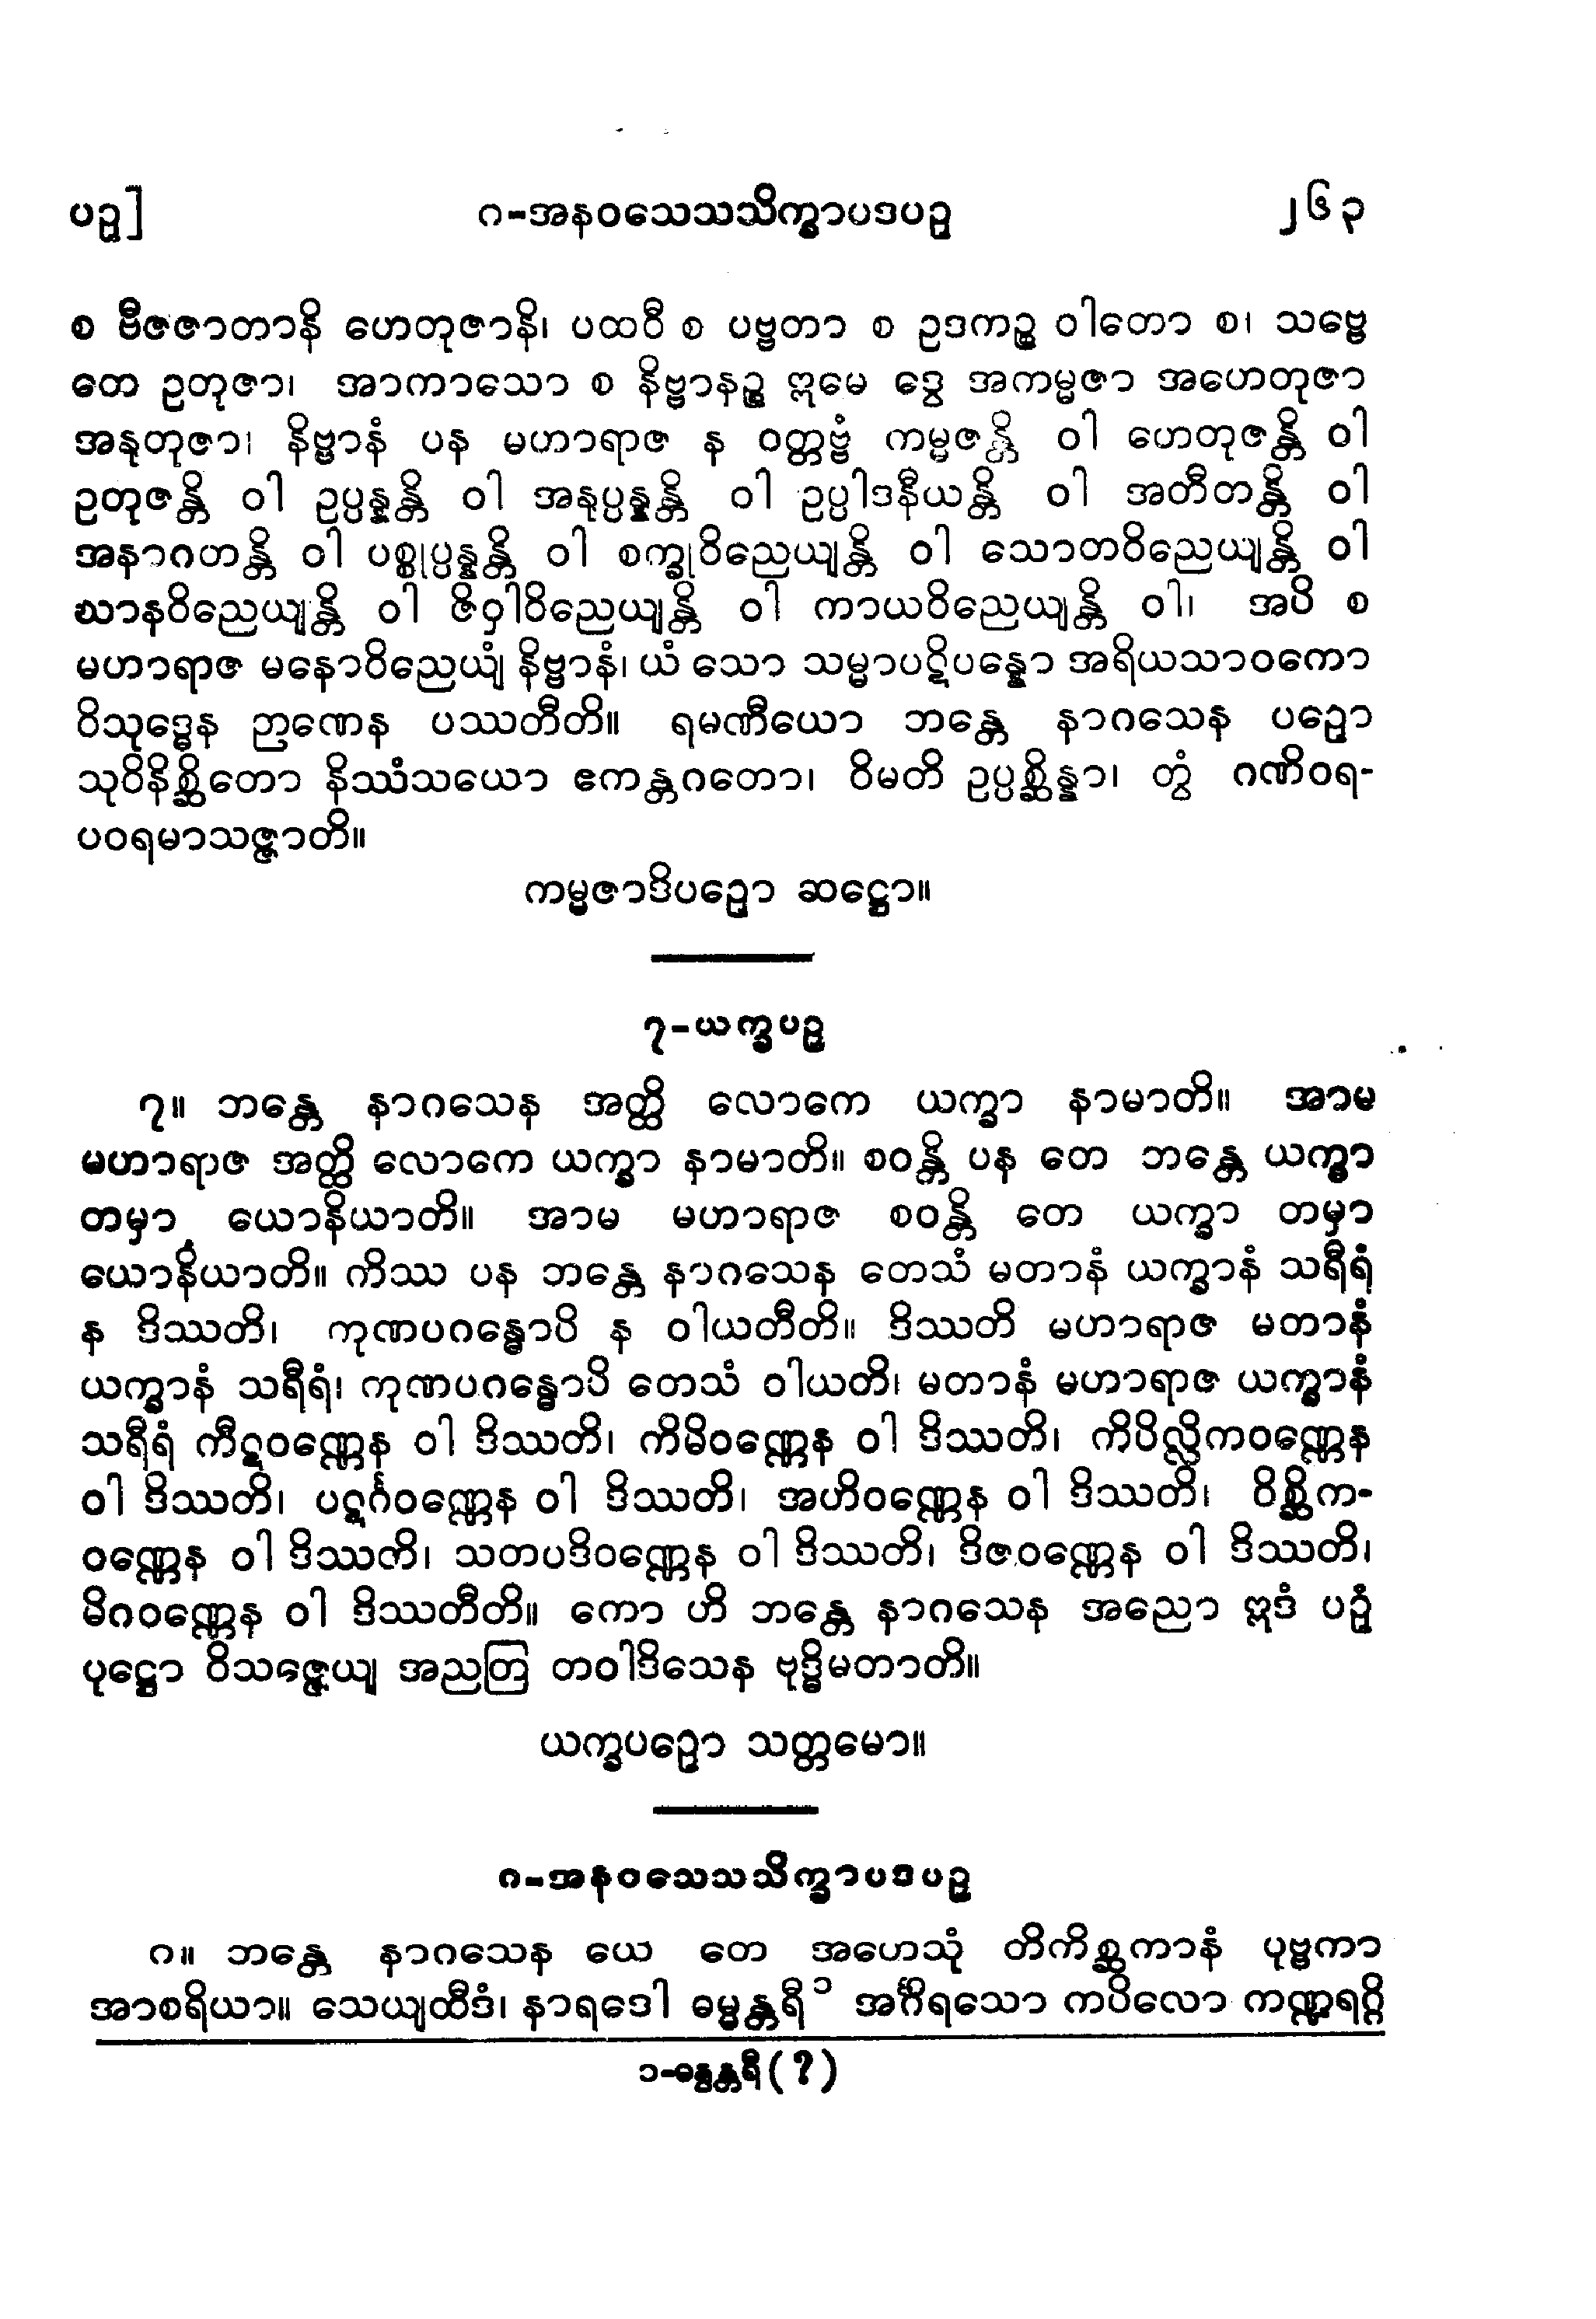 ပဉှ]
ဂ-အနဝသေသသိက္ခာပဒပဉှ
၂၆၃
စ ဗီဇဇာတာနိ ဟေတုဇာနိ၊ ပထဝီ စ ပဗ္ဗတာ စ ဥဒကဉ္စ ဝါတော စ၊ သဗ္ဗေ
တေ ဥတုဇာ၊ အာကာသော စ နိဗ္ဗာနဉ္စ ဣမေ ဒွေ အကမ္မဇာ အဟေတုဇာ
အနုတုဇာ၊ နိဗ္ဗာနံ ပန မဟာရာဇ န ဝတ္တဗ္ဗံ ကမ္မဇန္တိ ဝါ ဟေတုဇန္တိ ဝါ
ဥတုဇန္တိ ဝါ ဥပ္ပန္နန္တိ ဝါ အနုပ္ပန္နန္တိ ဝါ ဥပ္ပါဒနီယန္တိ ဝါ အတီတန္တိ ဝါ
အနာဂတန္တိ ဝါ ပစ္စုပ္ပန္နန္တိ ဝါ စက္ခုဝိညေယျန္တိ ဝါ သောတဝိညေယျန္တိ ဝါ
ဃာနဝိညေယျန္တိ ဝါ ဇိဝှါဝိညေယျန္တိ ဝါ ကာယဝိညေယျန္တိ ဝါ၊ အပိ စ
မဟာရာဇ မနောဝိညေယျံ နိဗ္ဗာနံ၊ ယံ သော သမ္မာပဋိပန္နော အရိယသာဝကော
ဝိသုဒ္ဓေန ဉာဏေန ပဿတီတိ။ ရမဏီယော ဘန္တေ နာဂသေန ပဉှော
သုဝိနိစ္ဆိတော နိဿံသယော ဧကန္တဂတော၊ ဝိမတိ ဥပ္ပစ္ဆိန္နာ၊ တွံ ဂဏိဝရ-
ပဝရမာသဇ္ဇာတိ။
ကမ္မဇာဒိပဉှော ဆဋ္ဌော။
၇-ယက္ခပဉှ
၇။ ဘန္တေ နာဂသေန အတ္ထိ လောကေ ယက္ခာ နာမာတိ။ အာမ
မဟာရာဇ အတ္ထိ လောကေ ယက္ခာ နာမာတိ။ စဝန္တိ ပန တေ ဘန္တေ ယက္ခာ
တမှာ ယောနိယာတိ။ အာမ မဟာရာဇ စဝန္တိ တေ ယက္ခာ တမှာ
ယောနိယာတိ။ ကိဿ ပန ဘန္တေ နာဂသေန တေသံ မတာနံ ယက္ခာနံ သရီရံ
န ဒိဿတိ၊ ကုဏပဂန္ဓောပိ န ဝါယတီတိ။ ဒိဿတိ မဟာရာဇ မတာနံ
ယက္ခာနံ သရီရံ၊ ကုဏပဂန္ဓောပိ တေသံ ဝါယတိ၊ မတာနံ မဟာရာဇ ယက္ခာနံ
သရီရံ ကီဋဝဏ္ဏေန ဝါ ဒိဿတိ၊ ကိမိဝဏ္ဏေန ဝါ ဒိဿတိ၊ ကိပိလ္လိကဝဏ္ဏေန
ဝါ ဒိဿတိ၊ ပဋင်္ဂဝဏ္ဏေန ဝါ ဒိဿတိ၊ အဟိဝဏ္ဏေန ဝါ ဒိဿတိ၊ ဝိစ္ဆိက-
ဝဏ္ဏေန ဝါ ဒိဿတိ၊ သတပဒိဝဏ္ဏေန ဝါ ဒိဿတိ၊ ဒိဇဝဏ္ဏေန ဝါ ဒိဿတိ၊
မိဂဝဏ္ဏေန ဝါ ဒိဿတီတိ။ ကော ဟိ ဘန္တေ နာဂသေန အညော ဣဒံ ပဉှံ
ပုဋ္ဌော ဝိသဇ္ဇေယျ အညတြ တဝါဒိသေန ဗုဒ္ဓိမတာတိ။
ယက္ခပဉှော သတ္တမော။
ဂ-အနဝသေသသိက္ခာပဒပဉှ
ဂ။ ဘန္တေ နာဂသေန ယေ တေ အဟေသုံ တိကိစ္ဆကာနံ ပုဗ္ဗကာ
အာစရိယာ။ သေယျထိဒံ၊ နာရဒေါ ဓမ္မန္တရီ ၁ အင်္ဂီရသော ကပိလော ကဏ္ဍရဂ္ဂိ
၁-ဓန္ဝန္တရီ (?)